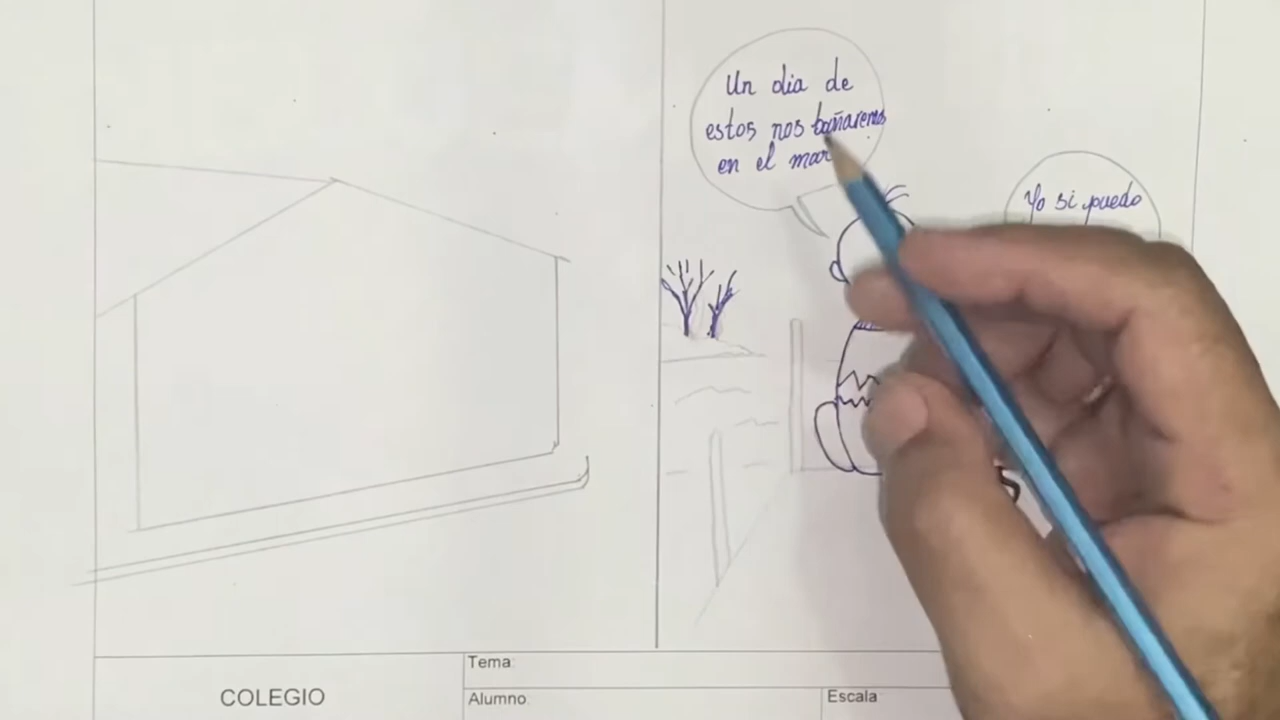 Un dia de
estos nos bañaremos
en el mar
Yo si puedo
Tema:
COLEGIO
Alumno
Escala